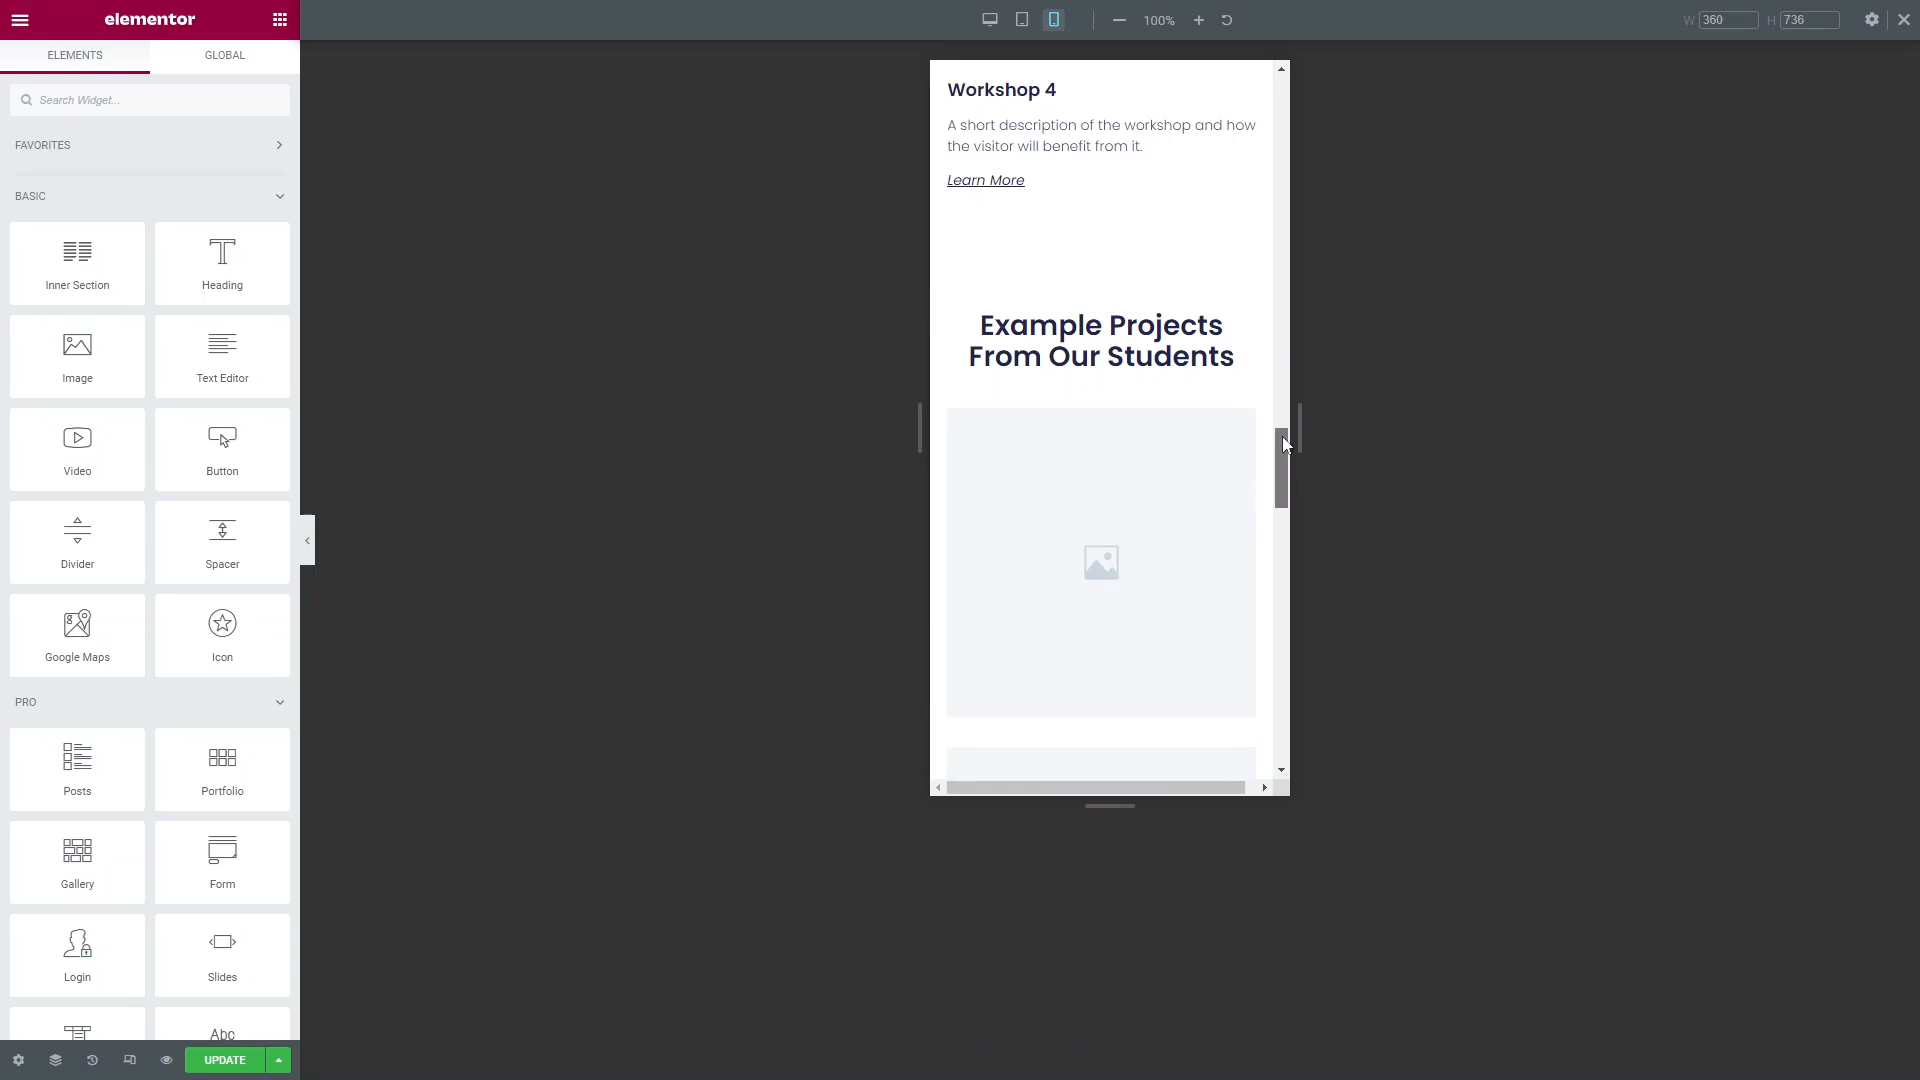 elementor
100%
W 360 H 736
ELEMENTS GLOBAL
Search Widget...
FAVORITES
BASIC
Inner Section
Heading
Image
Text Editor
Video
Button
Divider
Spacer
Google Maps
Icon
PRO
Posts
Portfolio
Gallery
Form
Login
Slides
Abc
UPDATE
Workshop 4
A short description of the workshop and how
the visitor will benefit from it.
Learn More
Example Projects
From Our Students